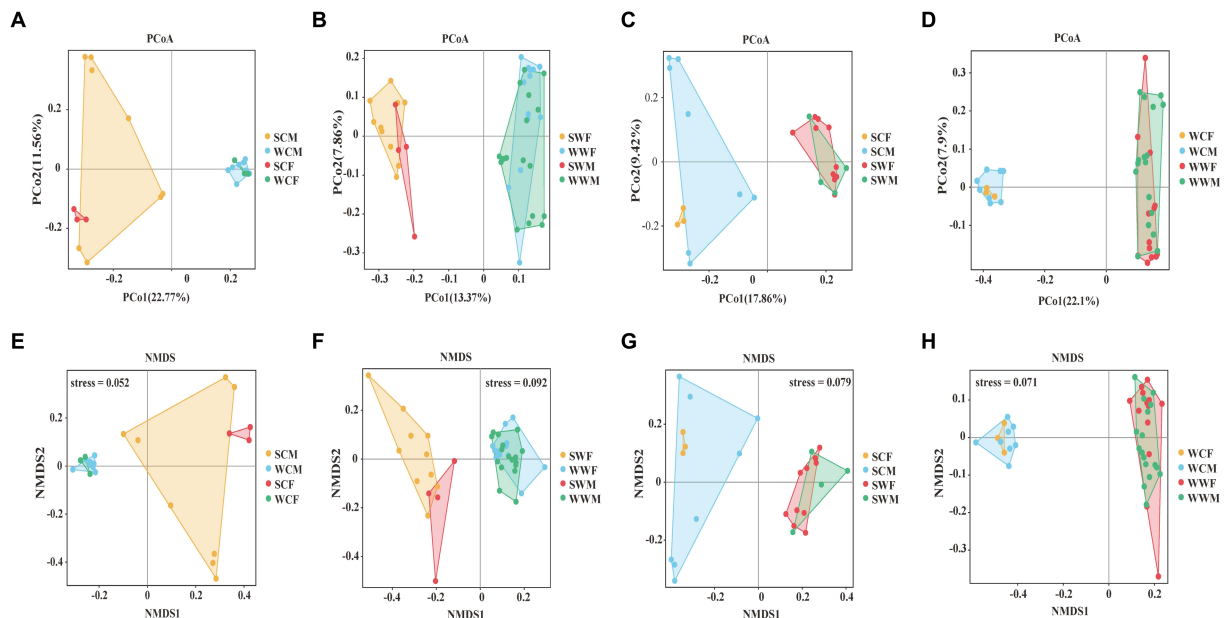 A
PCoA
PCo2(11.56%)
0.2
0
-0.2
-0.2
0
0.2
PCo1(22.77%)
SCM
WCM
SCF
WCF
B
PCoA
PCo2(7.86%)
0.2
0.1
0
-0.1
-0.2
-0.3
-0.3
-0.2
-0.1
0
0.1
PCo1(13.37%)
SWF
WWF
SWM
WWM
C
PCoA
PCo2(9.42%)
0.2
0
-0.2
-0.2
0
0.2
PCo1(17.86%)
SCF
SCM
SWF
SWM
D
PCoA
PCo2(7.9%)
0.3
0.2
0.1
0
-0.1
-0.4
-0.2
0
PCo1(22.1%)
WCF
WCM
WWF
WWM
E
NMDS
stress = 0.052
NMDS2
0.2
0
-0.2
-0.4
-0.2
0
0.2
0.4
NMDS1
SCM
WCM
SCF
WCF
F
NMDS
stress = 0.092
NMDS2
0.2
0
-0.2
-0.4
-0.4
-0.2
0
0.2
NMDS1
SWF
WWF
SWM
WWM
G
NMDS
stress = 0.079
NMDS2
0.2
0
-0.2
-0.2
0
0.2
0.4
NMDS1
SCF
SCM
SWF
SWM
H
NMDS
stress = 0.071
NMDS2
0.1
0
-0.1
-0.2
-0.3
-0.4
-0.2
0
0.2
NMDS1
WCF
WCM
WWF
WWM